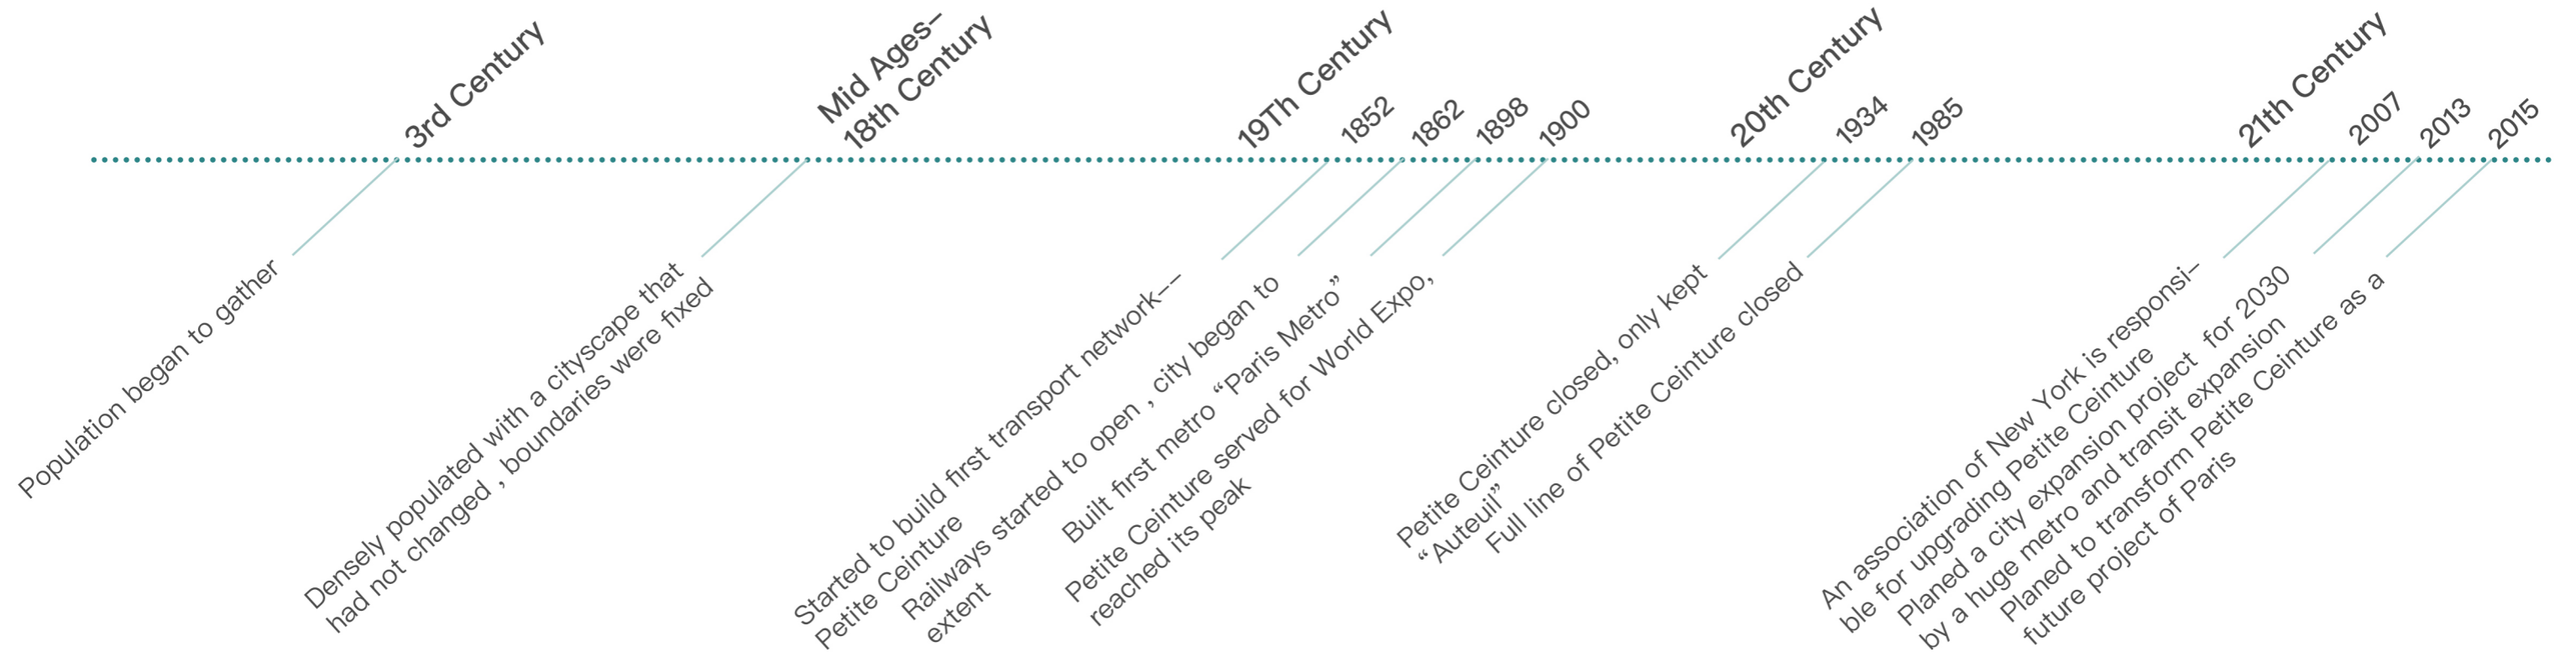 3rd Century
Mid Ages–
18th Century
19Th Century
1852
1862
1898
1900
20th Century
1934
1985
21th Century
2007
2013
2015
Population began to gather
Densely populated with a cityscape that
had not changed , boundaries were fixed
Started to build first transport network––
Petite Ceinture
Railways started to open , city began to
extent
Built first metro “Paris Metro”
Petite Ceinture served for World Expo,
reached its peak
Petite Ceinture closed, only kept
“Auteuil”
Full line of Petite Ceinture closed
An association of New York is responsi–
ble for upgrading Petite Ceinture
Planed a city expansion project  for 2030
by a huge metro and transit expansion
Planed to transform Petite Ceinture as a
future project of Paris